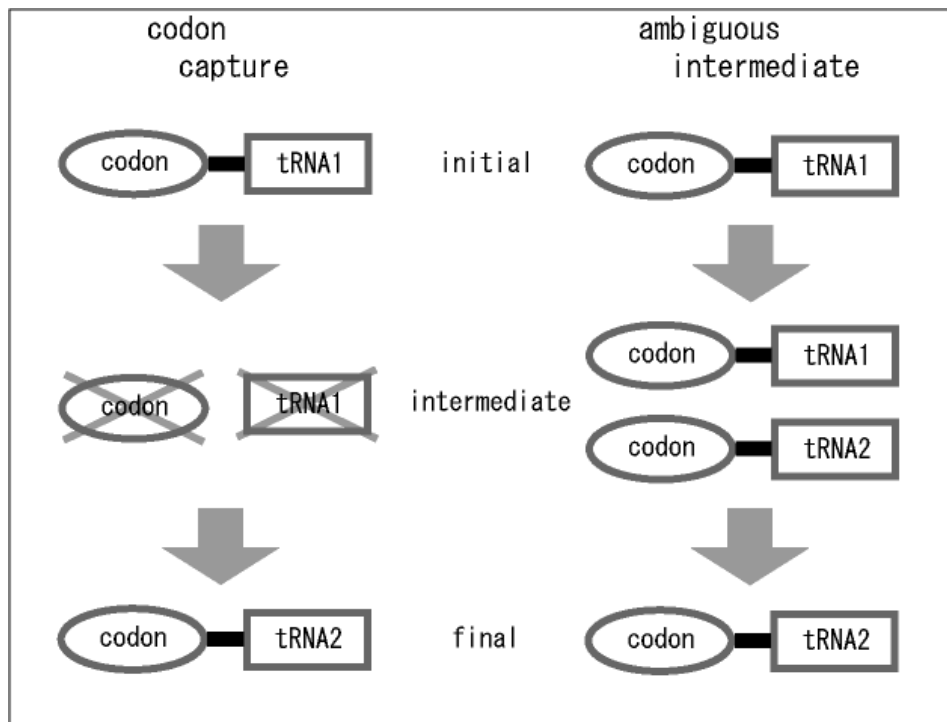 codon
capture
ambiguous
intermediate
codon tRNA1 initial codon tRNA1
codon tRNA1
codon tRNA1 intermediate
codon tRNA2
codon tRNA2 final codon tRNA2